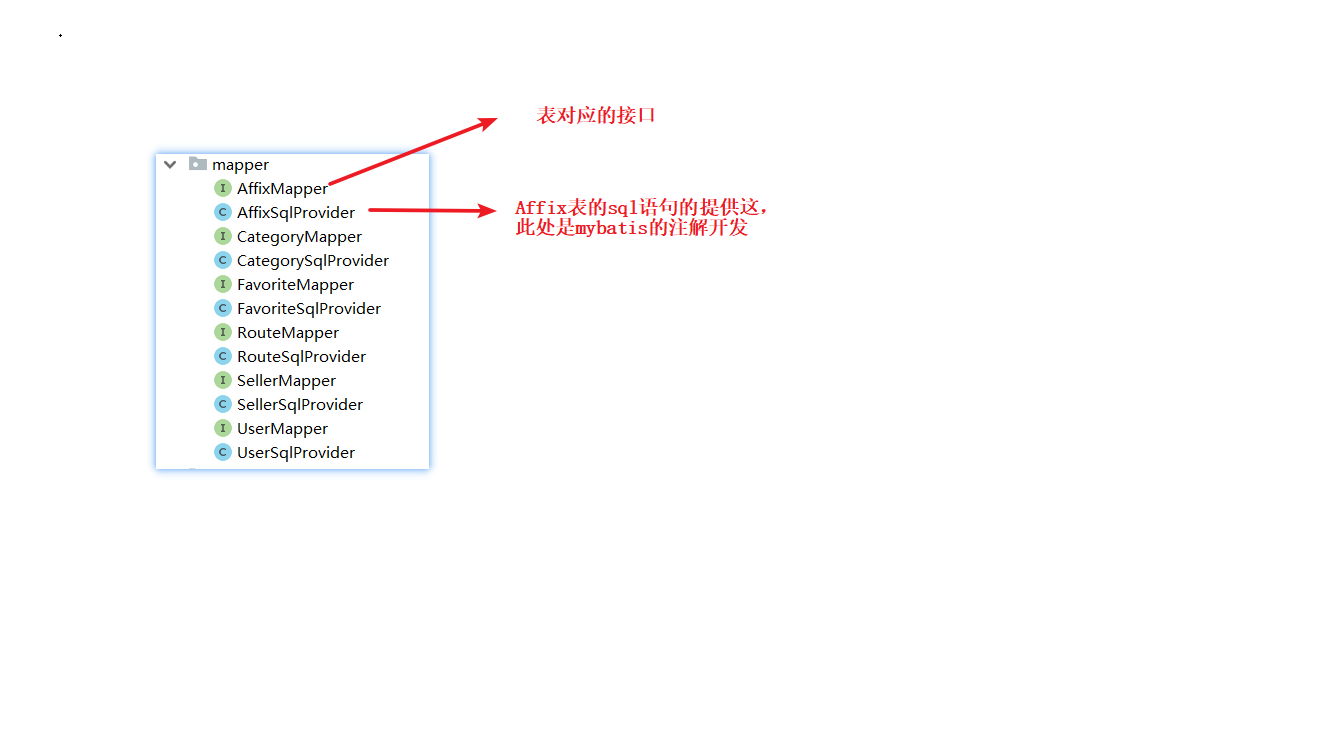 表对应的接口
mapper
AffixMapper
AffixSqlProvider
Affix表的sql语句的提供这，
此处是mybatis的注解开发
CategoryMapper
CategorySqlProvider
FavoriteMapper
FavoriteSqlProvider
RouteMapper
RouteSqlProvider
SellerMapper
SellerSqlProvider
UserMapper
UserSqlProvider